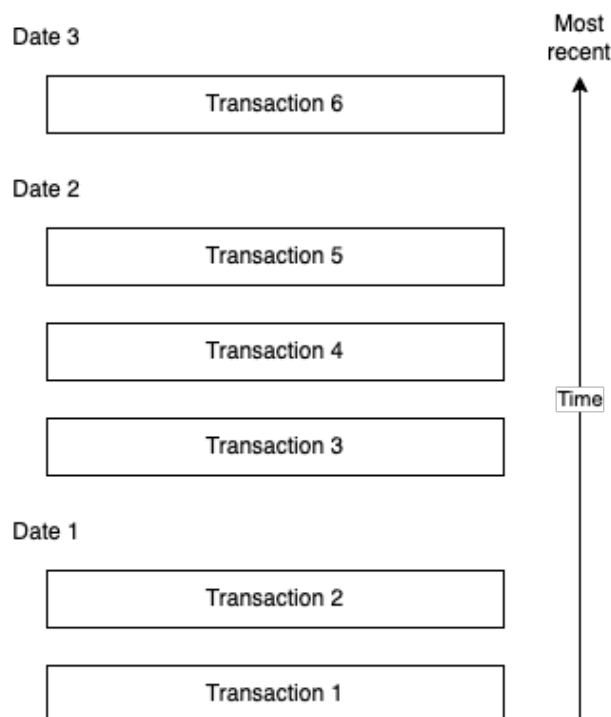 Date 3
Most
recent
Transaction 6
Date 2
Transaction 5
Transaction 4
Time
Transaction 3
Date 1
Transaction 2
Transaction 1